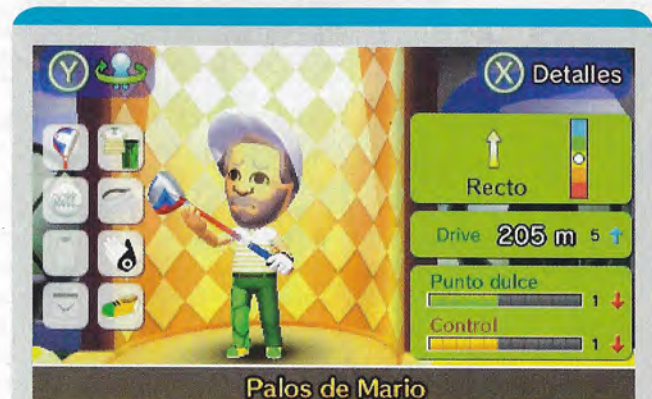 Y
X Detalles
Recto
Drive 205 m 5
Punto dulce
1
Control
1
Palos de Mario